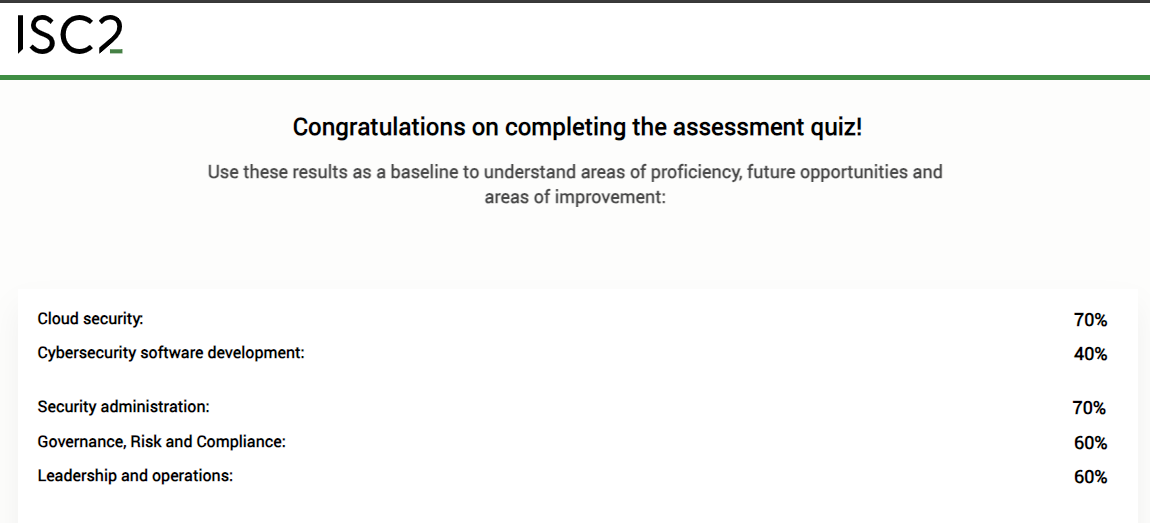 ISC2
Congratulations on completing the assessment quiz!
Use these results as a baseline to understand areas of proficiency, future opportunities and
areas of improvement:
Cloud security: 70%
Cybersecurity software development: 40%
Security administration: 70%
Governance, Risk and Compliance: 60%
Leadership and operations: 60%